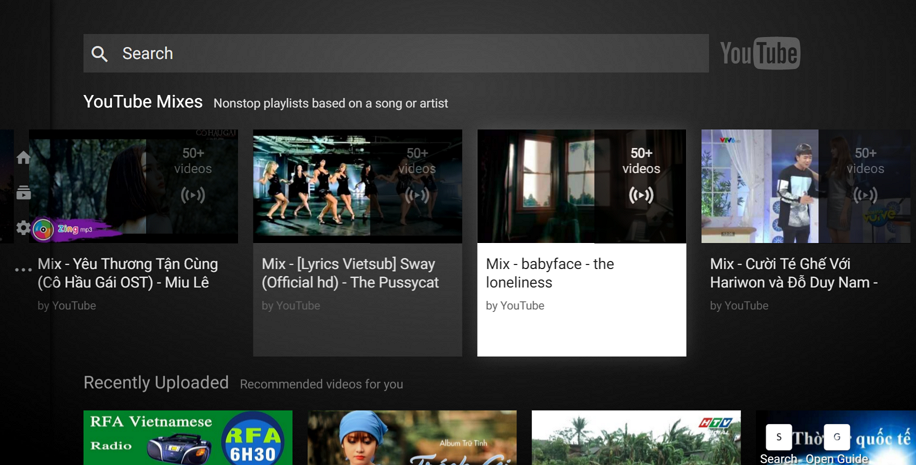 Search
YouTube
YouTube Mixes Nonstop playlists based on a song or artist
50+
videos
Zing mp3
Mix - Yêu Thương Tận Cùng
(Cô Hầu Gái OST) - Miu Lê
by YouTube
50+
videos
Mix - [Lyrics Vietsub] Sway
(Official hd) - The Pussycat
by YouTube
50+
videos
Mix - babyface - the
loneliness
by YouTube
50+
videos
Mix - Cười Té Ghế Với
Hariwon và Đỗ Duy Nam -
by YouTube
Recently Uploaded Recommended videos for you
RFA Vietnamese
Radio
RFA
6H30
Album Trữ Tình
HTV
quốc tế
S
G
Search
Open Guide